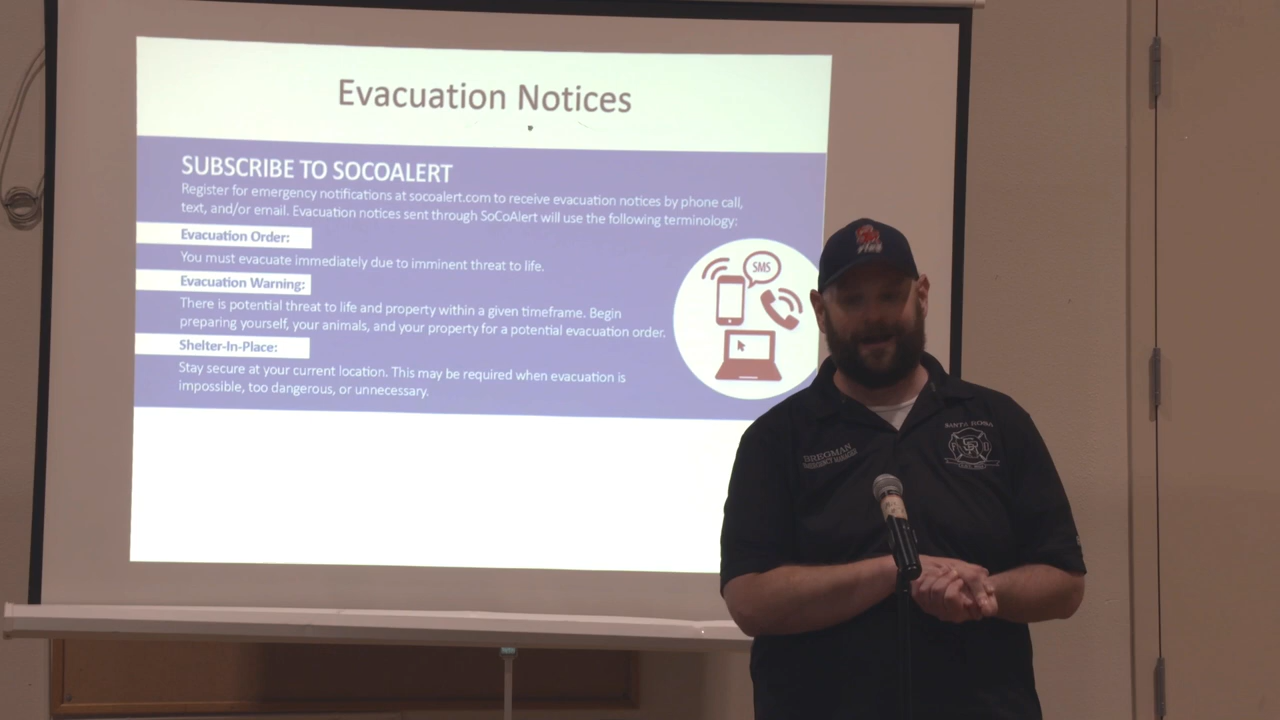 Evacuation Notices
SUBSCRIBE TO SOCOALERT
Register for emergency notifications at socoalert.com to receive evacuation notices by phone call,
text, and/or email. Evacuation notices sent through SoCoAlert will use the following terminology:
Evacuation Order:
You must evacuate immediately due to imminent threat to life.
Evacuation Warning:
There is potential threat to life and property within a given timeframe. Begin
preparing yourself, your animals, and your property for a potential evacuation order.
Shelter-In-Place:
Stay secure at your current location. This may be required when evacuation is
impossible, too dangerous, or unnecessary.
SMS
FIRE
BREGMAN
SANTA ROSA